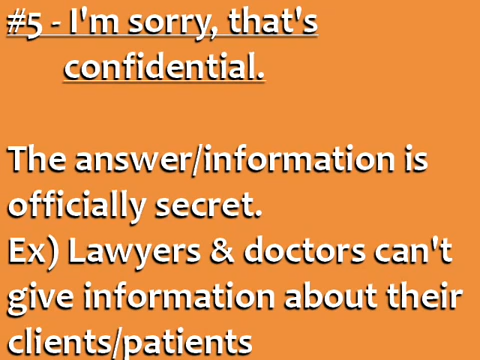 #5 - I'm sorry, that's
confidential.
The answer/information is
officially secret.
Ex) Lawyers & doctors can't
give information about their
clients/patients